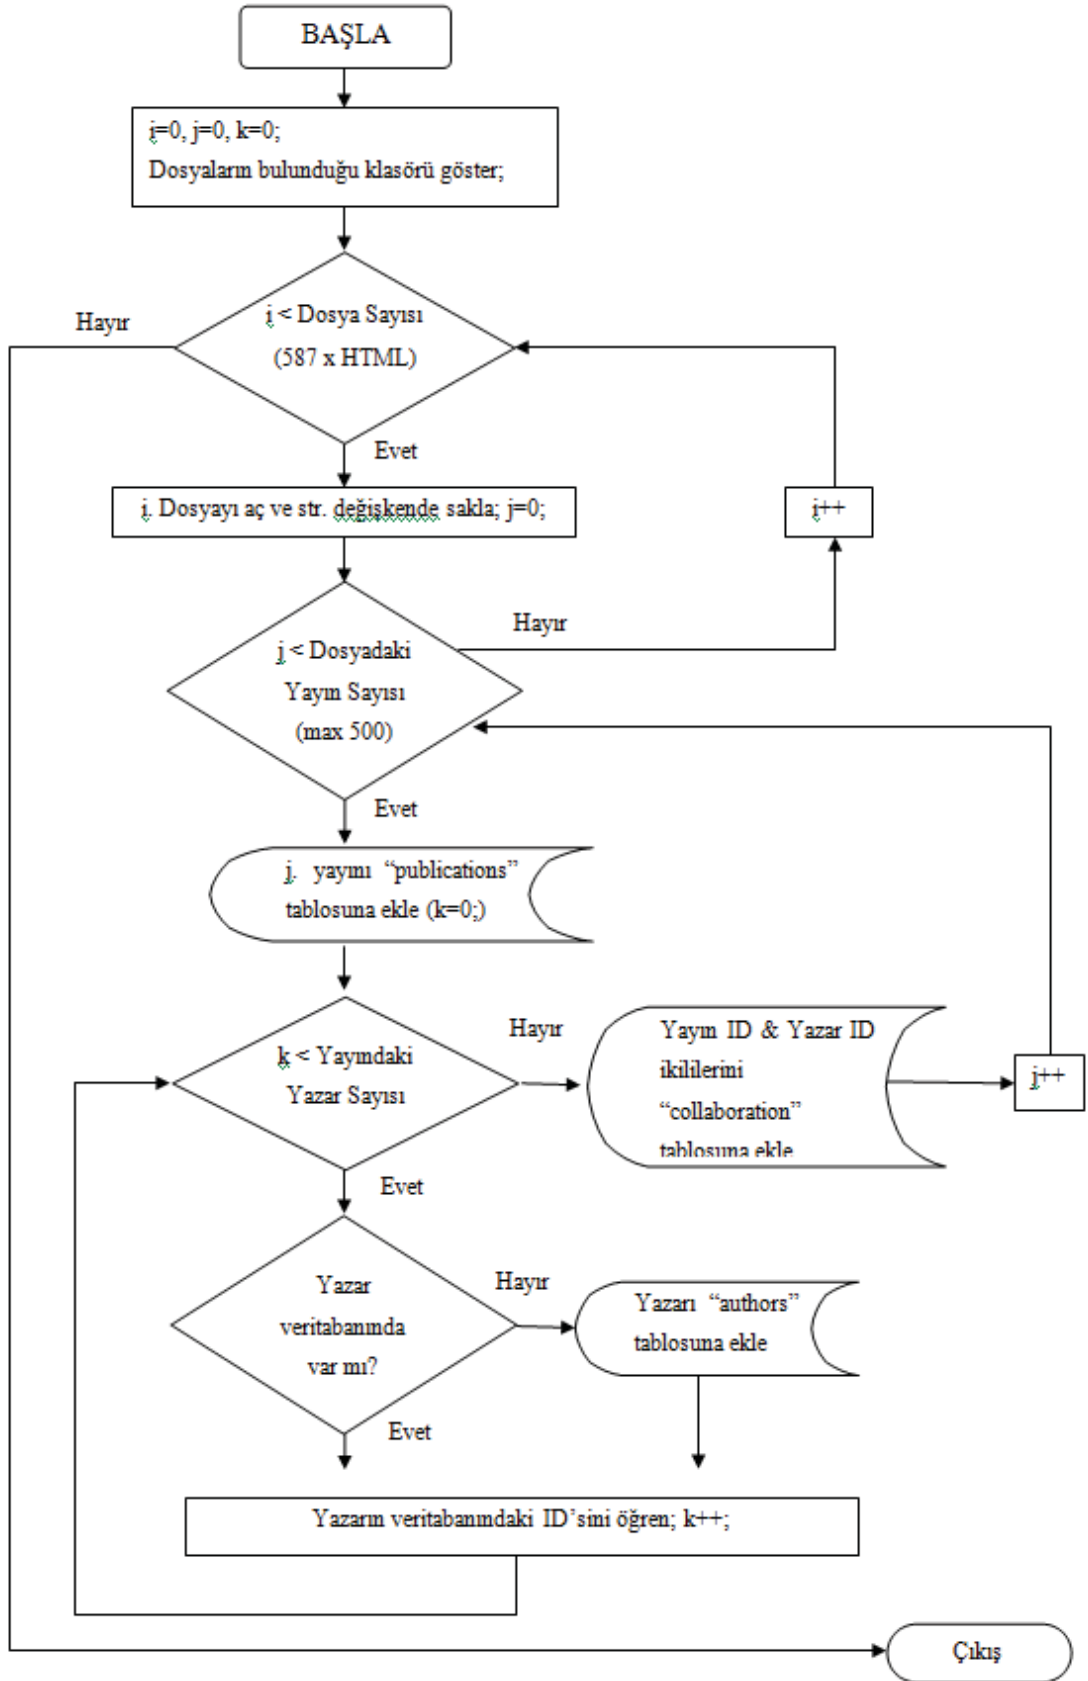 BAŞLA
i=0, j=0, k=0;
Dosyaların bulunduğu klasörü göster;
i < Dosya Sayısı
(587 x HTML)
Hayır
Evet
i. Dosyayı aç ve str. değişkende sakla; j=0;
i++
j < Dosyadaki
Yayın Sayısı
(max 500)
Hayır
Evet
j. yayını “publications”
tablosuna ekle (k=0;)
k < Yayındaki
Yazar Sayısı
Hayır
Yayın ID & Yazar ID
ikililerini
“collaboration”
tablosuna ekle
j++
Evet
Yazar
veritabanında
var mı?
Hayır
Yazarı “authors”
tablosuna ekle
Evet
Yazarın veritabanındaki ID’sini öğren; k++;
Çıkış